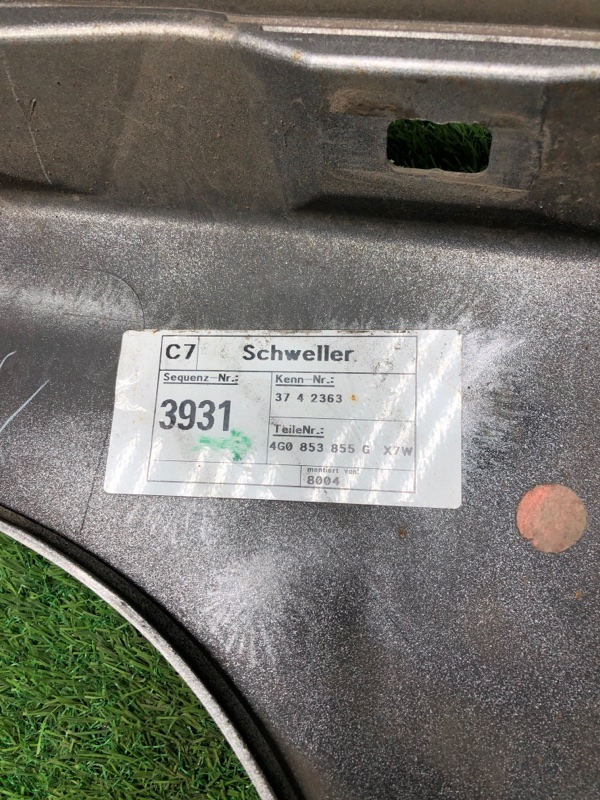 C7 Schweller
Sequenz-Nr.: Kenn-Nr.:
37 4 2363
3931
TeileNr.:
4G0 853 855 G X7W
montiert von:
8004